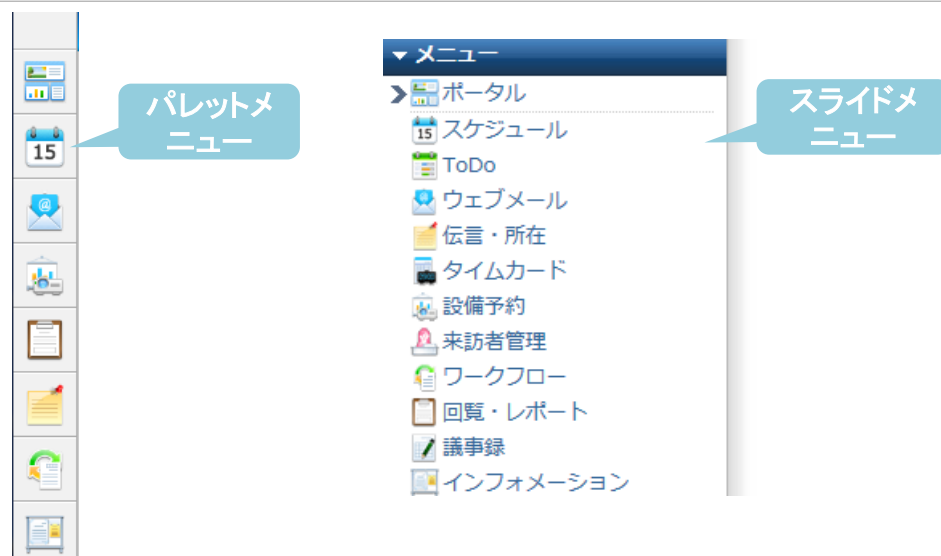 15
パレットメ
ニュー
▼ メニュー
ポータル
15 スケジュール
ToDo
@ ウェブメール
伝言・所在
タイムカード
設備予約
来訪者管理
ワークフロー
回覧・レポート
議事録
インフォメーション
スライドメ
ニュー